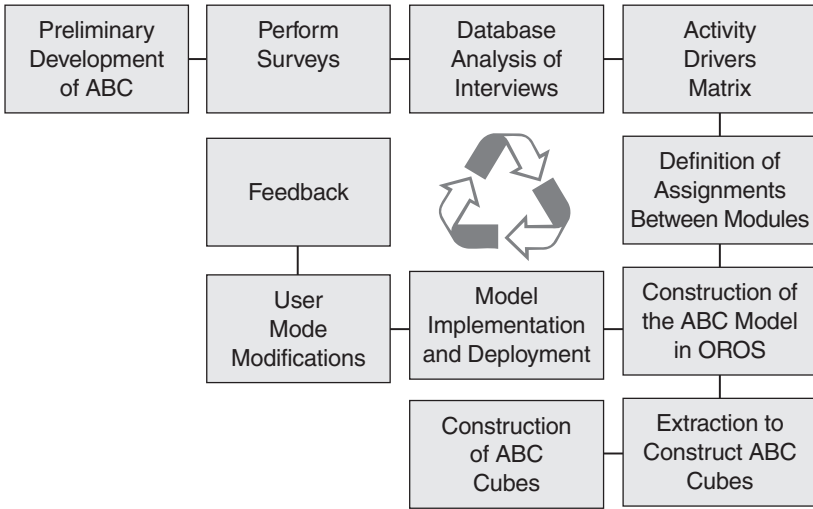 Preliminary
Development
of ABC
Perform
Surveys
Database
Analysis of
Interviews
Activity
Drivers
Matrix
Feedback
Definition of
Assignments
Between Modules
User
Mode
Modifications
Model
Implementation
and Deployment
Construction of
the ABC Model
in OROS
Construction
of ABC
Cubes
Extraction to
Construct ABC
Cubes